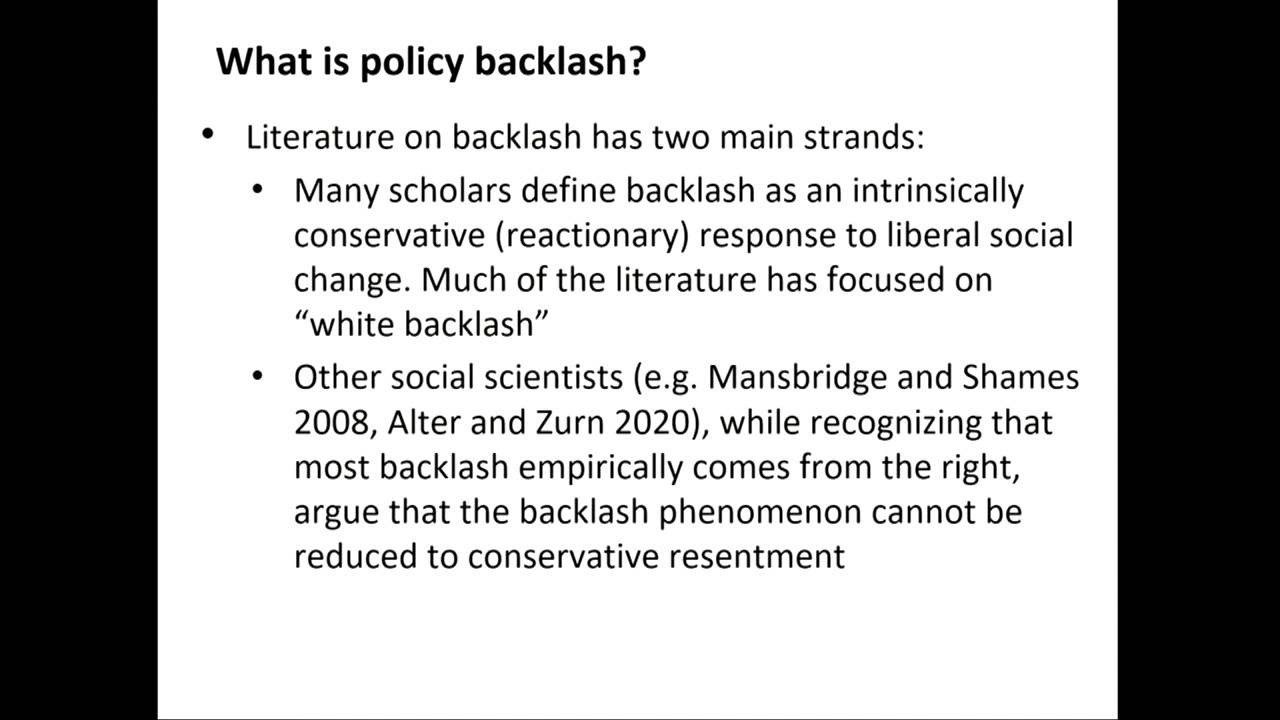 What is policy backlash?
• Literature on backlash has two main strands:
• Many scholars define backlash as an intrinsically
conservative (reactionary) response to liberal social
change. Much of the literature has focused on
“white backlash”
• Other social scientists (e.g. Mansbridge and Shames
2008, Alter and Zurn 2020), while recognizing that
most backlash empirically comes from the right,
argue that the backlash phenomenon cannot be
reduced to conservative resentment